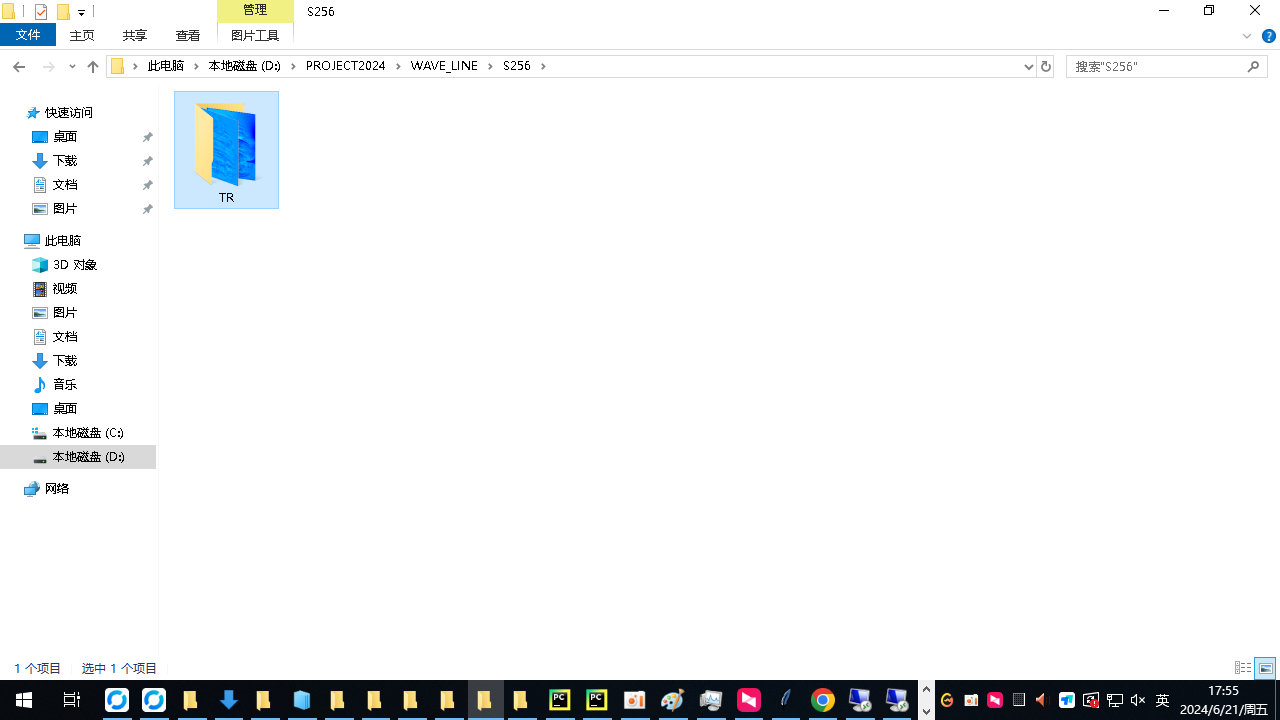 管理
S256
文件
主页
共享
查看
图片工具
此电脑
本地磁盘 (D:)
PROJECT2024
WAVE_LINE
S256
搜索"S256"
快速访问
桌面
下载
文档
图片
此电脑
3D 对象
视频
图片
文档
下载
音乐
桌面
本地磁盘 (C:)
本地磁盘 (D:)
网络
TR
1 个项目
选中 1 个项目
PC
PC
英
17:55
2024/6/21/周五